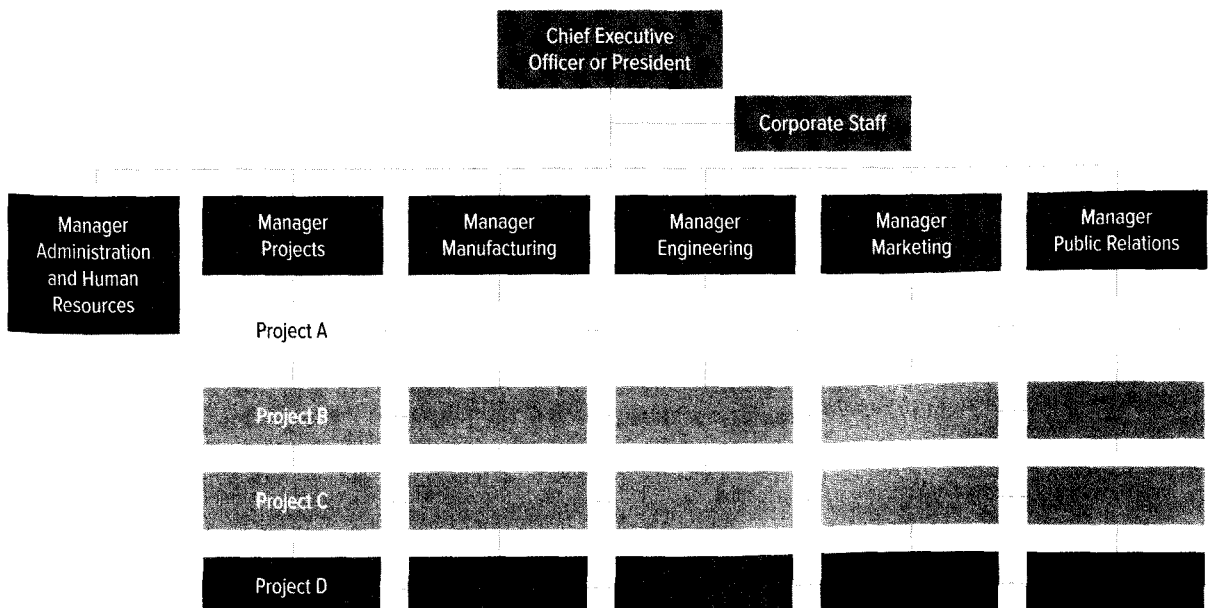 Chief Executive
Officer or President
Corporate Staff
Manager
Administration
and Human
Resources
Manager
Projects
Manager
Manufacturing
Manager
Engineering
Manager
Marketing
Manager
Public Relations
Project A
Project B
Project C
Project D